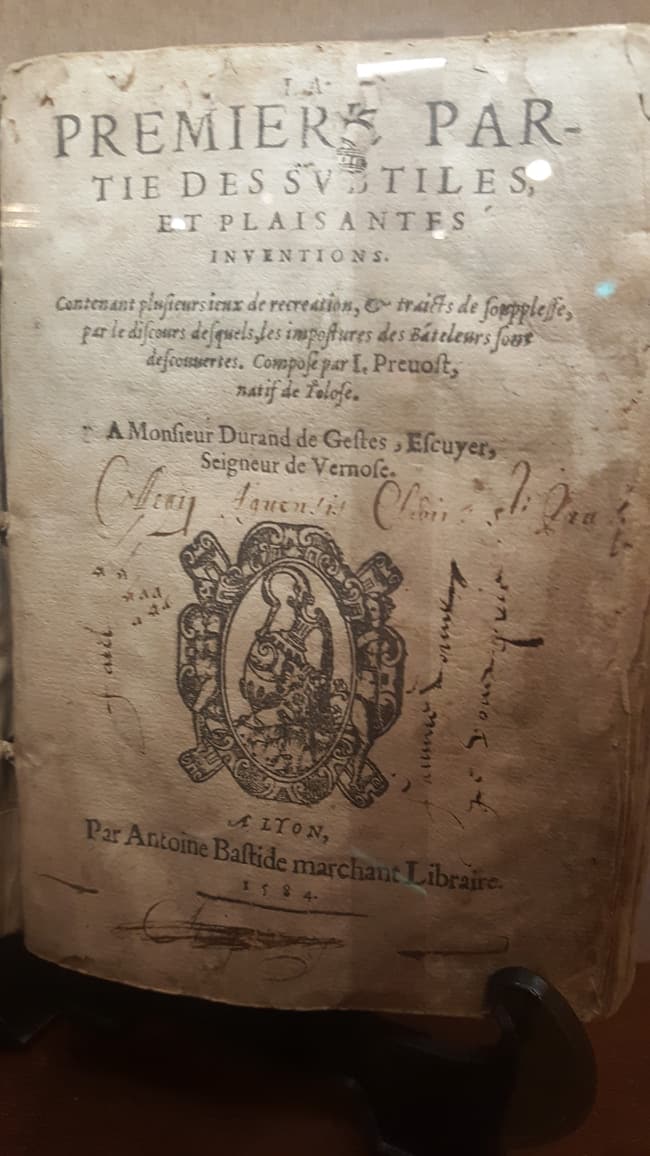 LA
PREMIERE PAR-
TIE DES SVBTILES,
ET PLAISANTES
INVENTIONS.
Contenant pluſieurs ieux de recreation, & traicts de ſouppleſſe,
par le diſcours deſquels, les impoſtures des Bateleurs ſont
deſcouuertes. Compoſe par I. Preuoſt,
natif de Toloſe.
A Monſieur Durand de Geſtes, Eſcuyer,
Seigneur de Vernoſe.
A LYON,
Par Antoine Baſtide marchant Libraire.
1584.